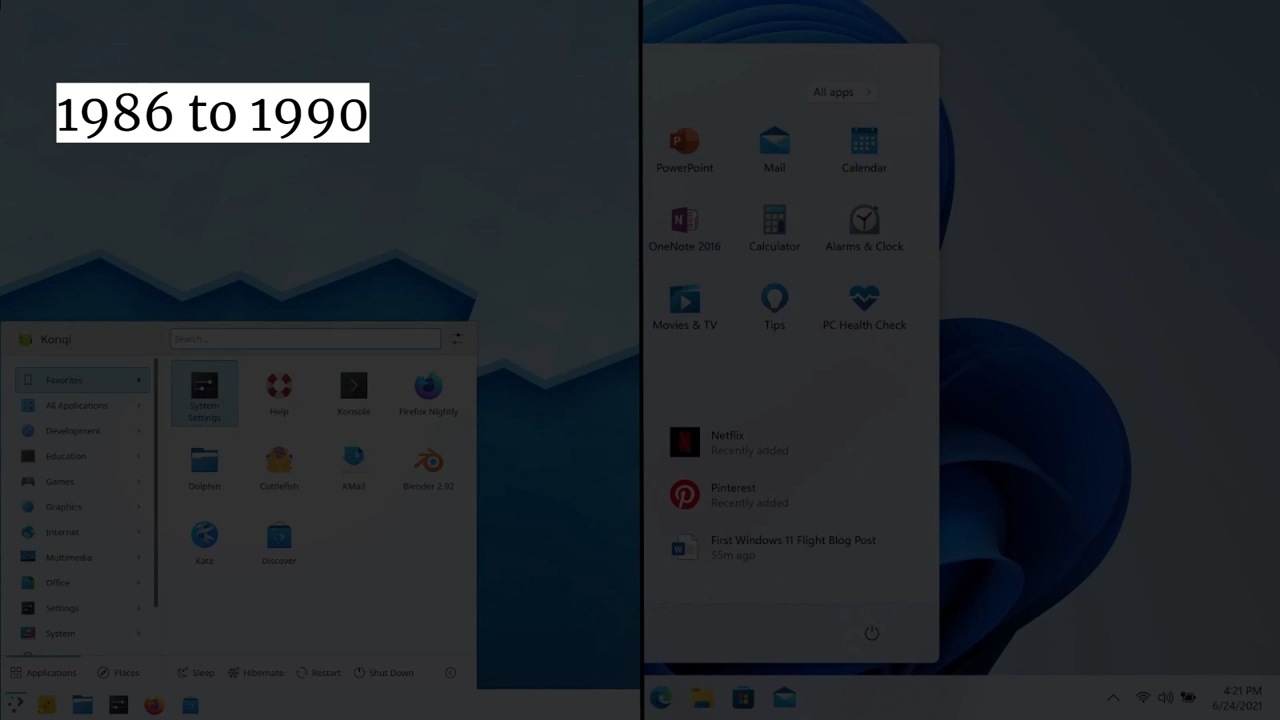 1986 to 1990
Konqi
Search...
Favorites
All Applications
Development
Education
Games
Graphics
Internet
Multimedia
Office
Settings
System
System
Settings
Help
Konsole
Firefox Nightly
Dolphin
Cuttlefish
KMail
Blender 2.92
Kate
Discover
Applications
Places
Sleep
Hibernate
Restart
Shut Down
All apps
PowerPoint
Mail
Calendar
OneNote 2016
Calculator
Alarms & Clock
Movies & TV
Tips
PC Health Check
Netflix
Recently added
Pinterest
Recently added
First Windows 11 Flight Blog Post
55m ago
4:21 PM
6/24/2021